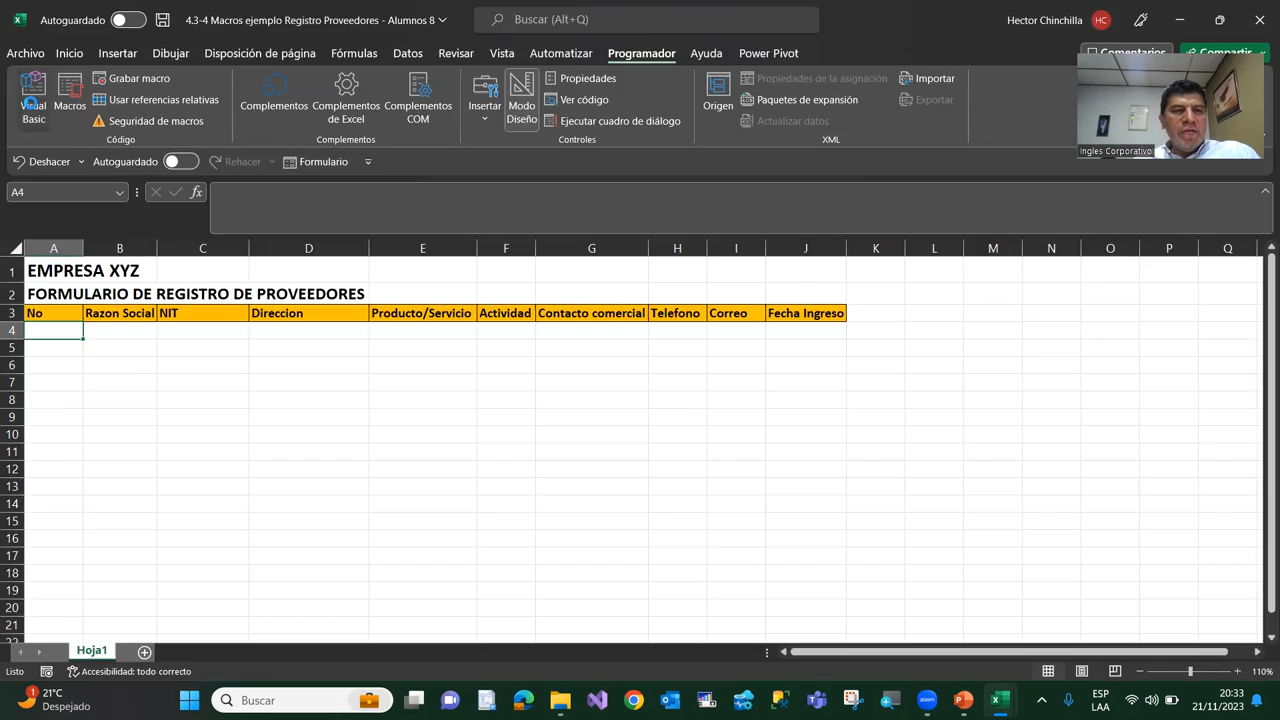 Autoguardado
4.3-4 Macros ejemplo Registro Proveedores - Alumnos 8
Buscar (Alt+Q)
Hector Chinchilla
HC
Archivo Inicio Insertar Dibujar Disposición de página Fórmulas Datos Revisar Vista Automatizar Programador Ayuda Power Pivot
Comentarios
Compartir
Visual Basic
Macros
Grabar macro
Usar referencias relativas
Seguridad de macros
Código
Complementos
Complementos de Excel
Complementos COM
Complementos
Insertar
Modo Diseño
Propiedades
Ver código
Ejecutar cuadro de diálogo
Controles
Origen
Propiedades de la asignación
Paquetes de expansión
Actualizar datos
Importar
Exportar
XML
Ingles Corporativo
Deshacer
Autoguardado
Rehacer
Formulario
A4
fx
A B C D E F G H I J K L M N O P Q
1 EMPRESA XYZ
2 FORMULARIO DE REGISTRO DE PROVEEDORES
3 No Razon Social NIT Direccion Producto/Servicio Actividad Contacto comercial Telefono Correo Fecha Ingreso
4
5
6
7
8
9
10
11
12
13
14
15
16
17
18
19
20
21
22
Hoja1
Listo
Accesibilidad: todo correcto
110%
21°C
Despejado
Buscar
ESP
LAA
20:33
21/11/2023